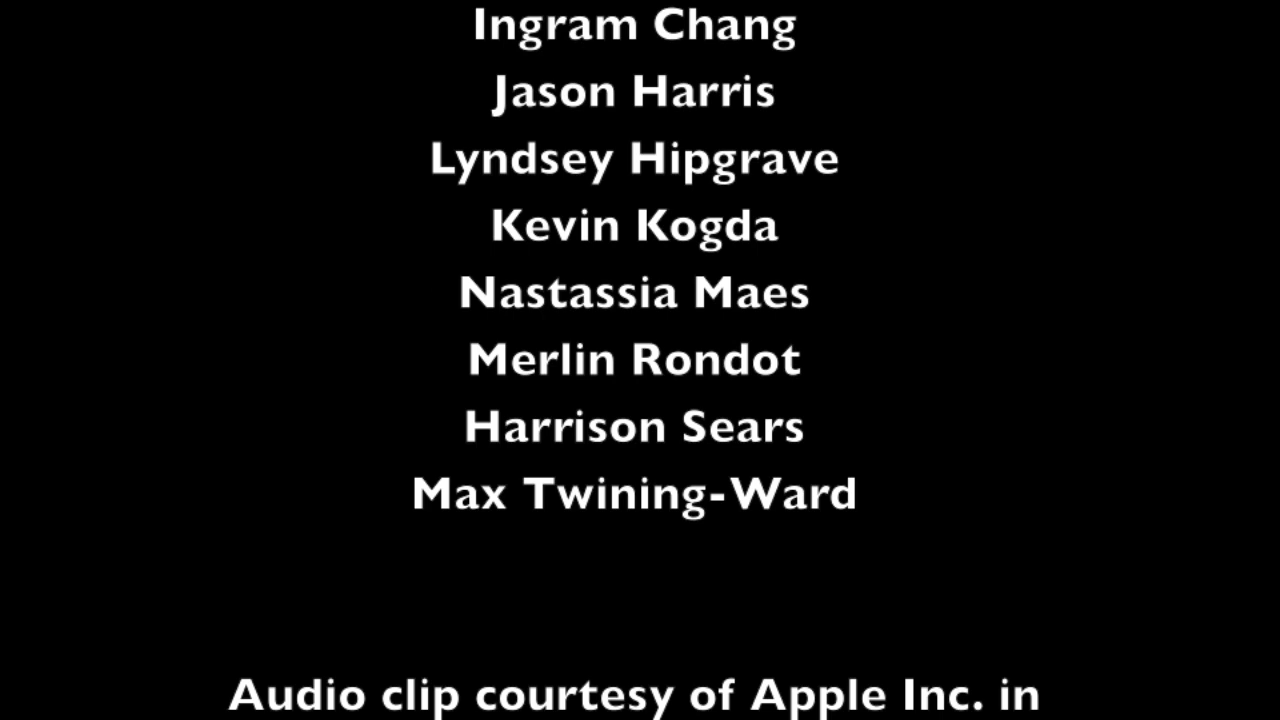 Ingram Chang
Jason Harris
Lyndsey Hipgrave
Kevin Kogda
Nastassia Maes
Merlin Rondot
Harrison Sears
Max Twining-Ward
Audio clip courtesy of Apple Inc. in